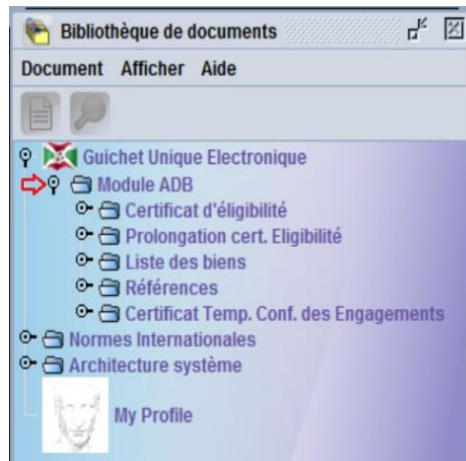 Bibliothèque de documents
Document Afficher Aide
Guichet Unique Electronique
Module ADB
Certificat d'éligibilité
Prolongation cert. Eligibilité
Liste des biens
Références
Certificat Temp. Conf. des Engagements
Normes Internationales
Architecture système
My Profile